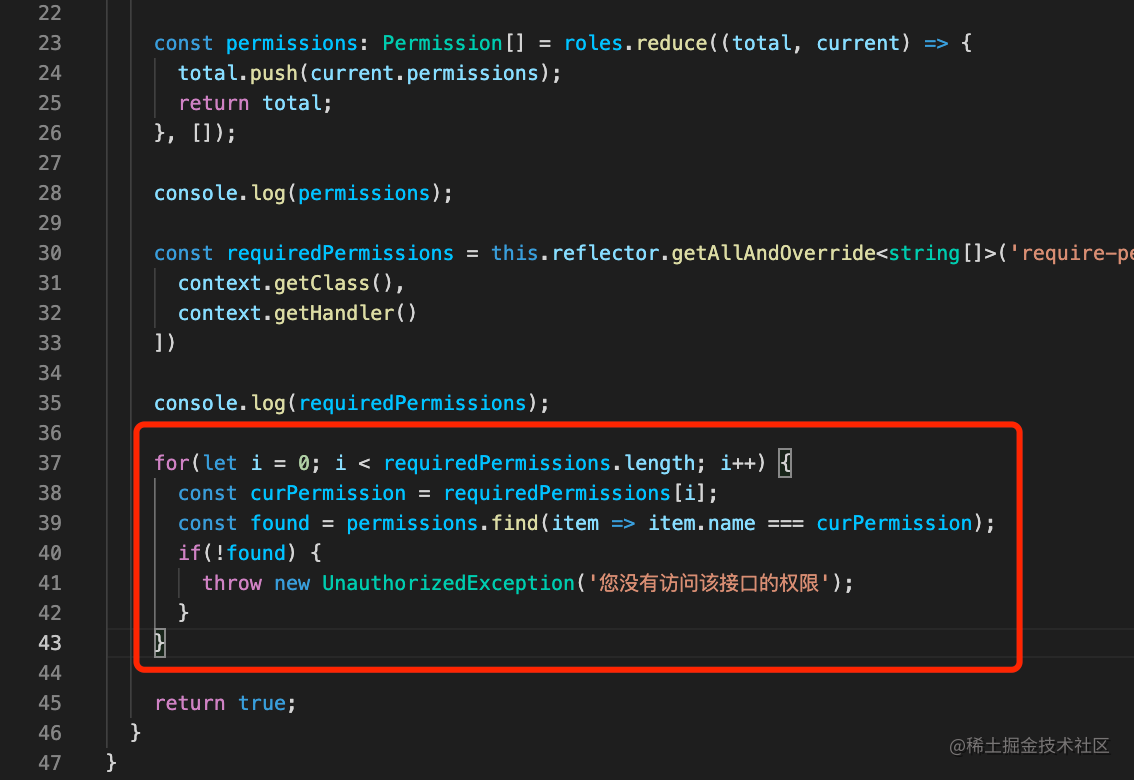 22
23 const permissions: Permission[] = roles.reduce((total, current) => {
24 total.push(current.permissions);
25 return total;
26 }, []);
27
28 console.log(permissions);
29
30 const requiredPermissions = this.reflector.getAllAndOverride<string[]>('require-pe
31 context.getClass(),
32 context.getHandler()
33 ])
34
35 console.log(requiredPermissions);
36
37 for(let i = 0; i < requiredPermissions.length; i++) {
38 const curPermission = requiredPermissions[i];
39 const found = permissions.find(item => item.name === curPermission);
40 if(!found) {
41 throw new UnauthorizedException('您没有访问该接口的权限');
42 }
43 }
44
45 return true;
46 }
47 }
@稀土掘金技术社区